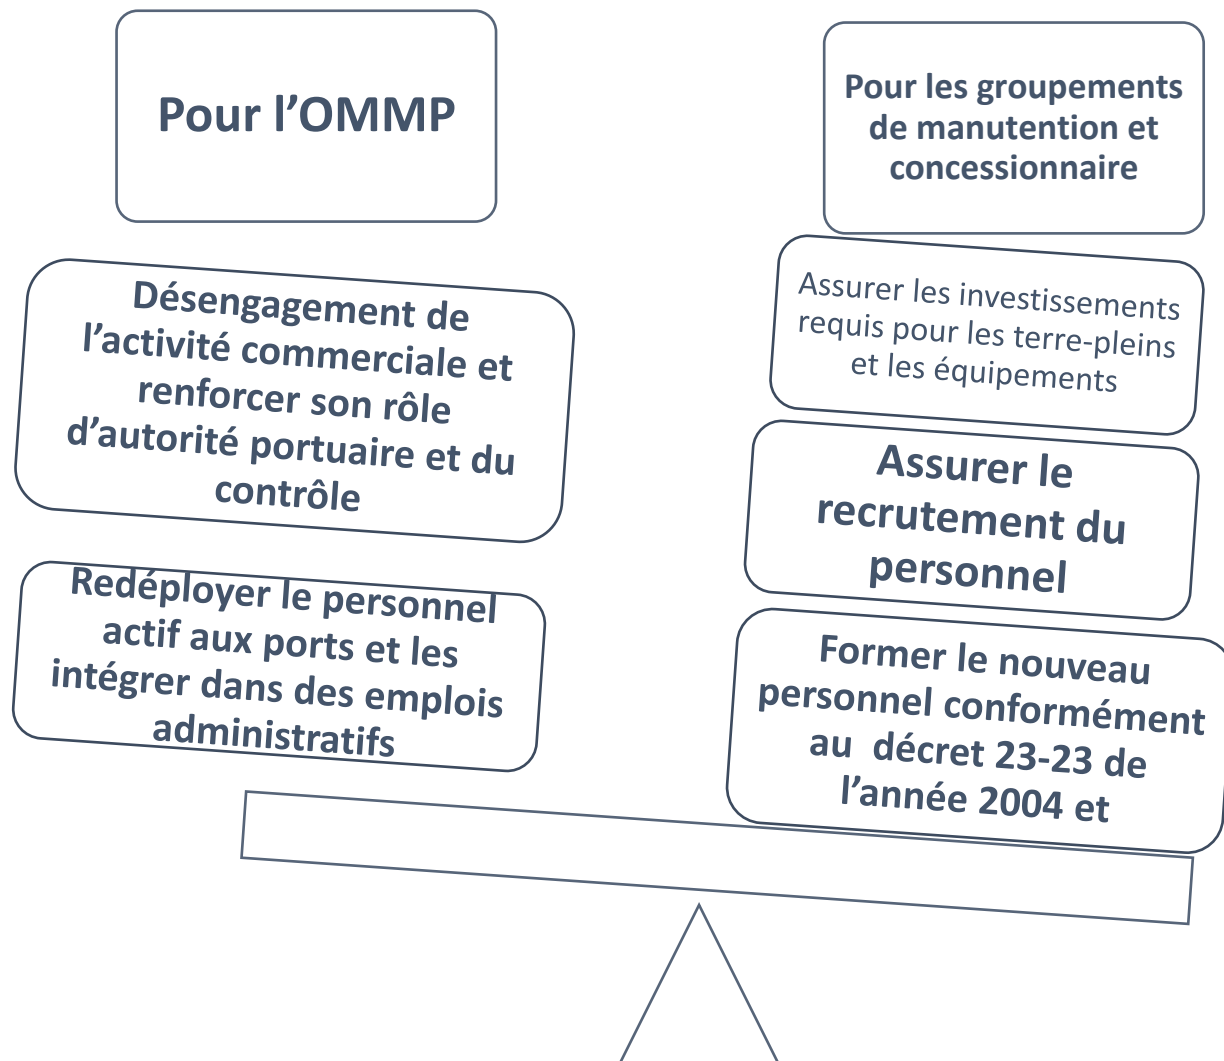 Pour l’OMMP
Désengagement de
l’activité commerciale et
renforcer son rôle
d’autorité portuaire et du
contrôle
Redéployer le personnel
actif aux ports et les
intégrer dans des emplois
administratifs
Pour les groupements
de manutention et
concessionnaire
Assurer les investissements
requis pour les terre-pleins
et les équipements
Assurer le
recrutement du
personnel
Former le nouveau
personnel conformément
au décret 23-23 de
l’année 2004 et